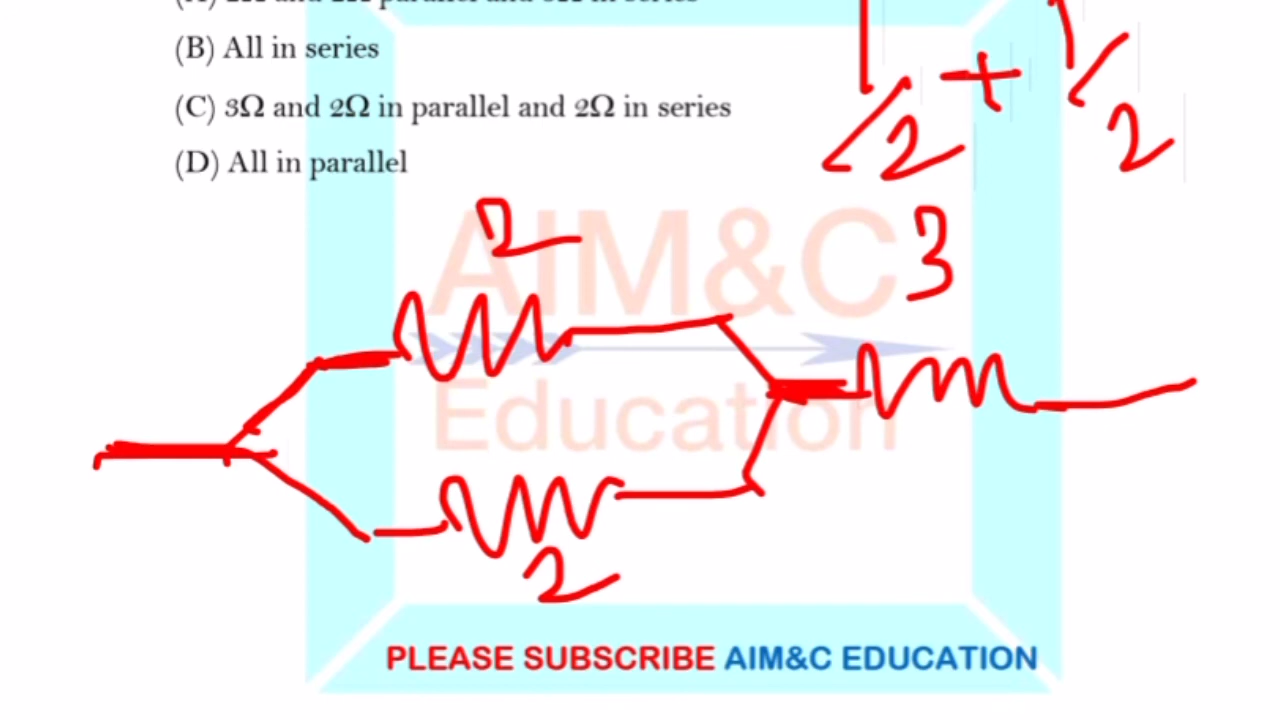 (B) All in series
(C) 3Ω and 2Ω in parallel and 2Ω in series
(D) All in parallel
1/2 + 1/2
2
3
2
AIM&C
Education
PLEASE SUBSCRIBE AIM&C EDUCATION